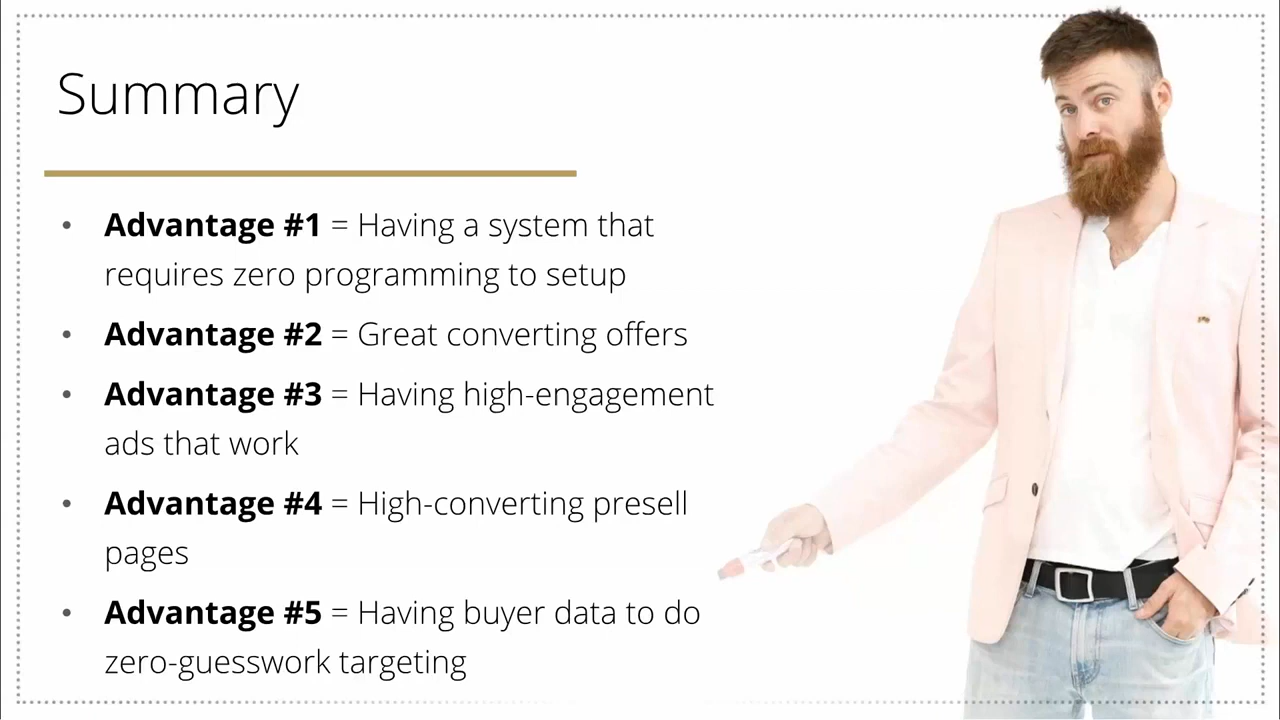 Summary
• Advantage #1 = Having a system that
requires zero programming to setup
• Advantage #2 = Great converting offers
• Advantage #3 = Having high-engagement
ads that work
• Advantage #4 = High-converting presell
pages
• Advantage #5 = Having buyer data to do
zero-guesswork targeting